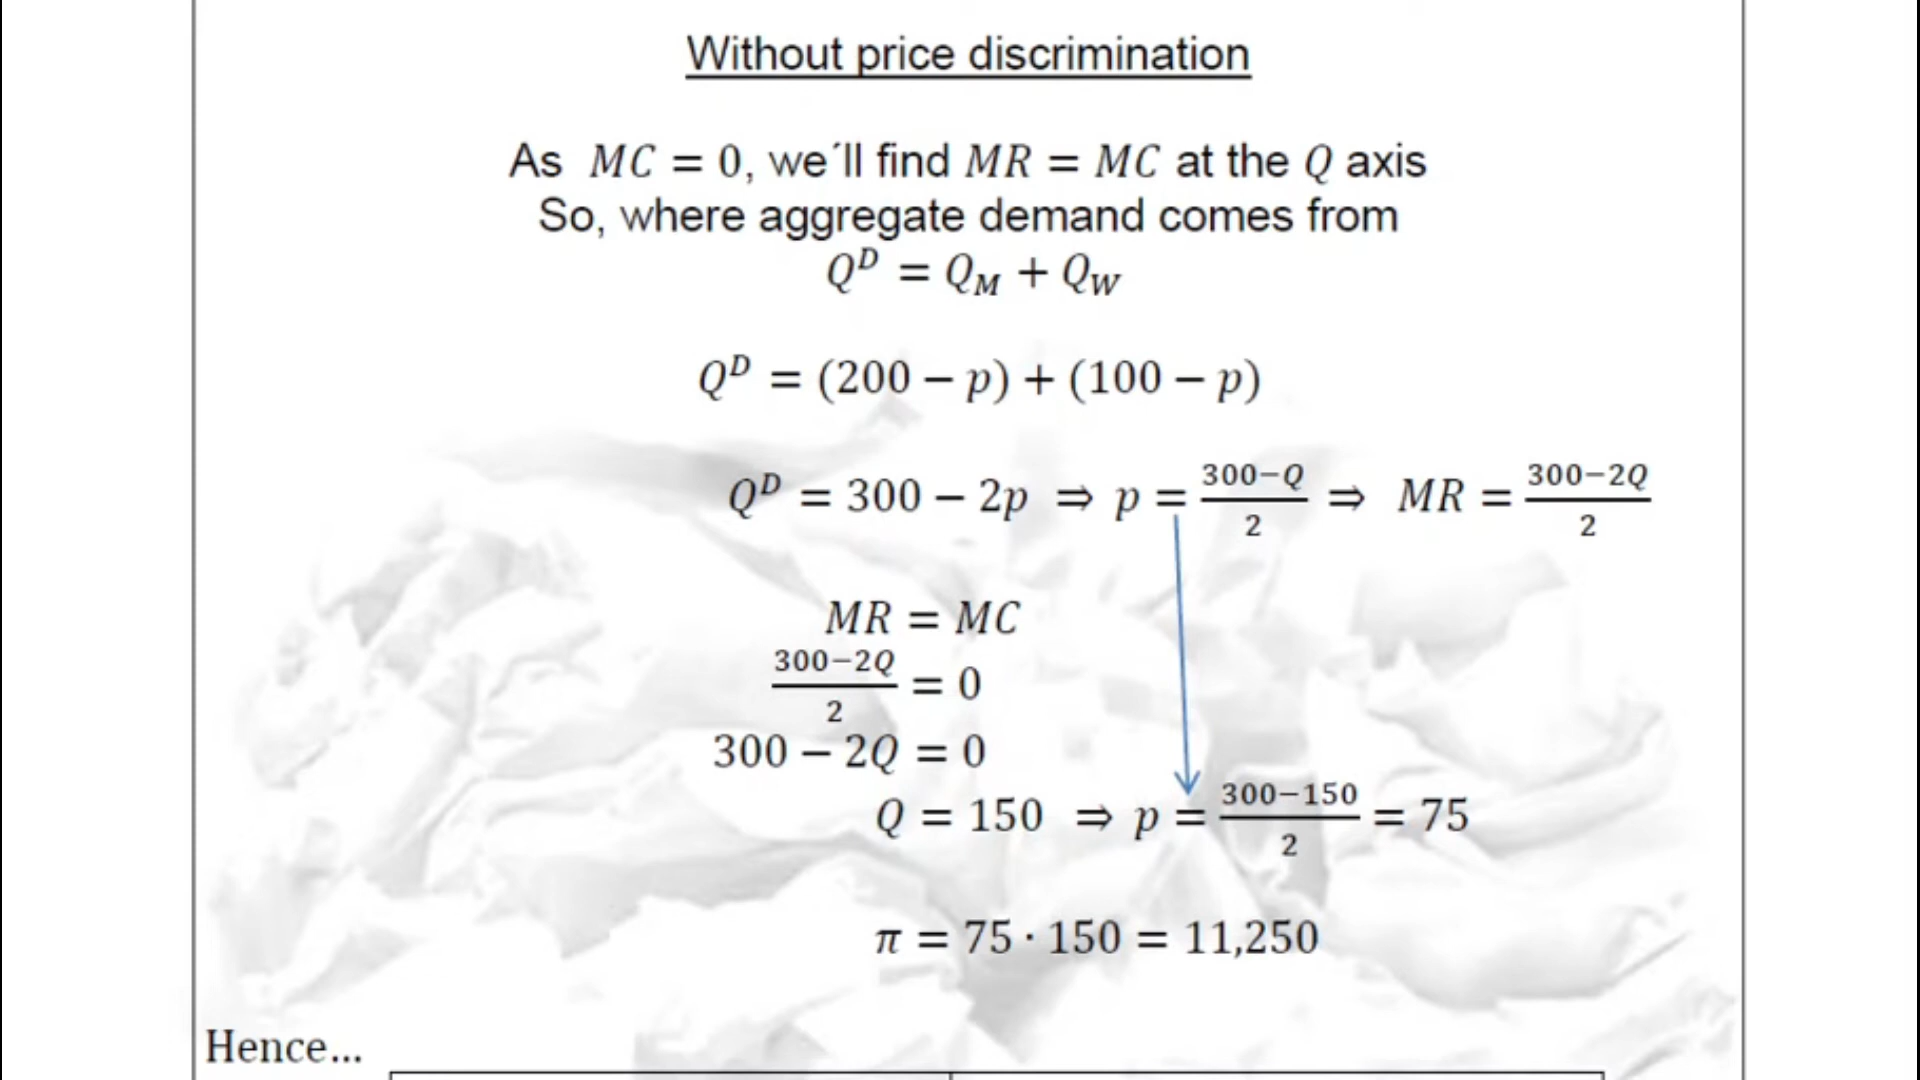 Without price discrimination
As MC = 0, we´ll find MR = MC at the Q axis
So, where aggregate demand comes from
Q^D = Q_M + Q_W
Q^D = (200 − p) + (100 − p)
Q^D = 300 − 2p ⇒ p = (300−Q)/2 ⇒ MR = (300−2Q)/2
MR = MC
(300−2Q)/2 = 0
300 − 2Q = 0
Q = 150 ⇒ p = (300−150)/2 = 75
π = 75 · 150 = 11,250
Hence...